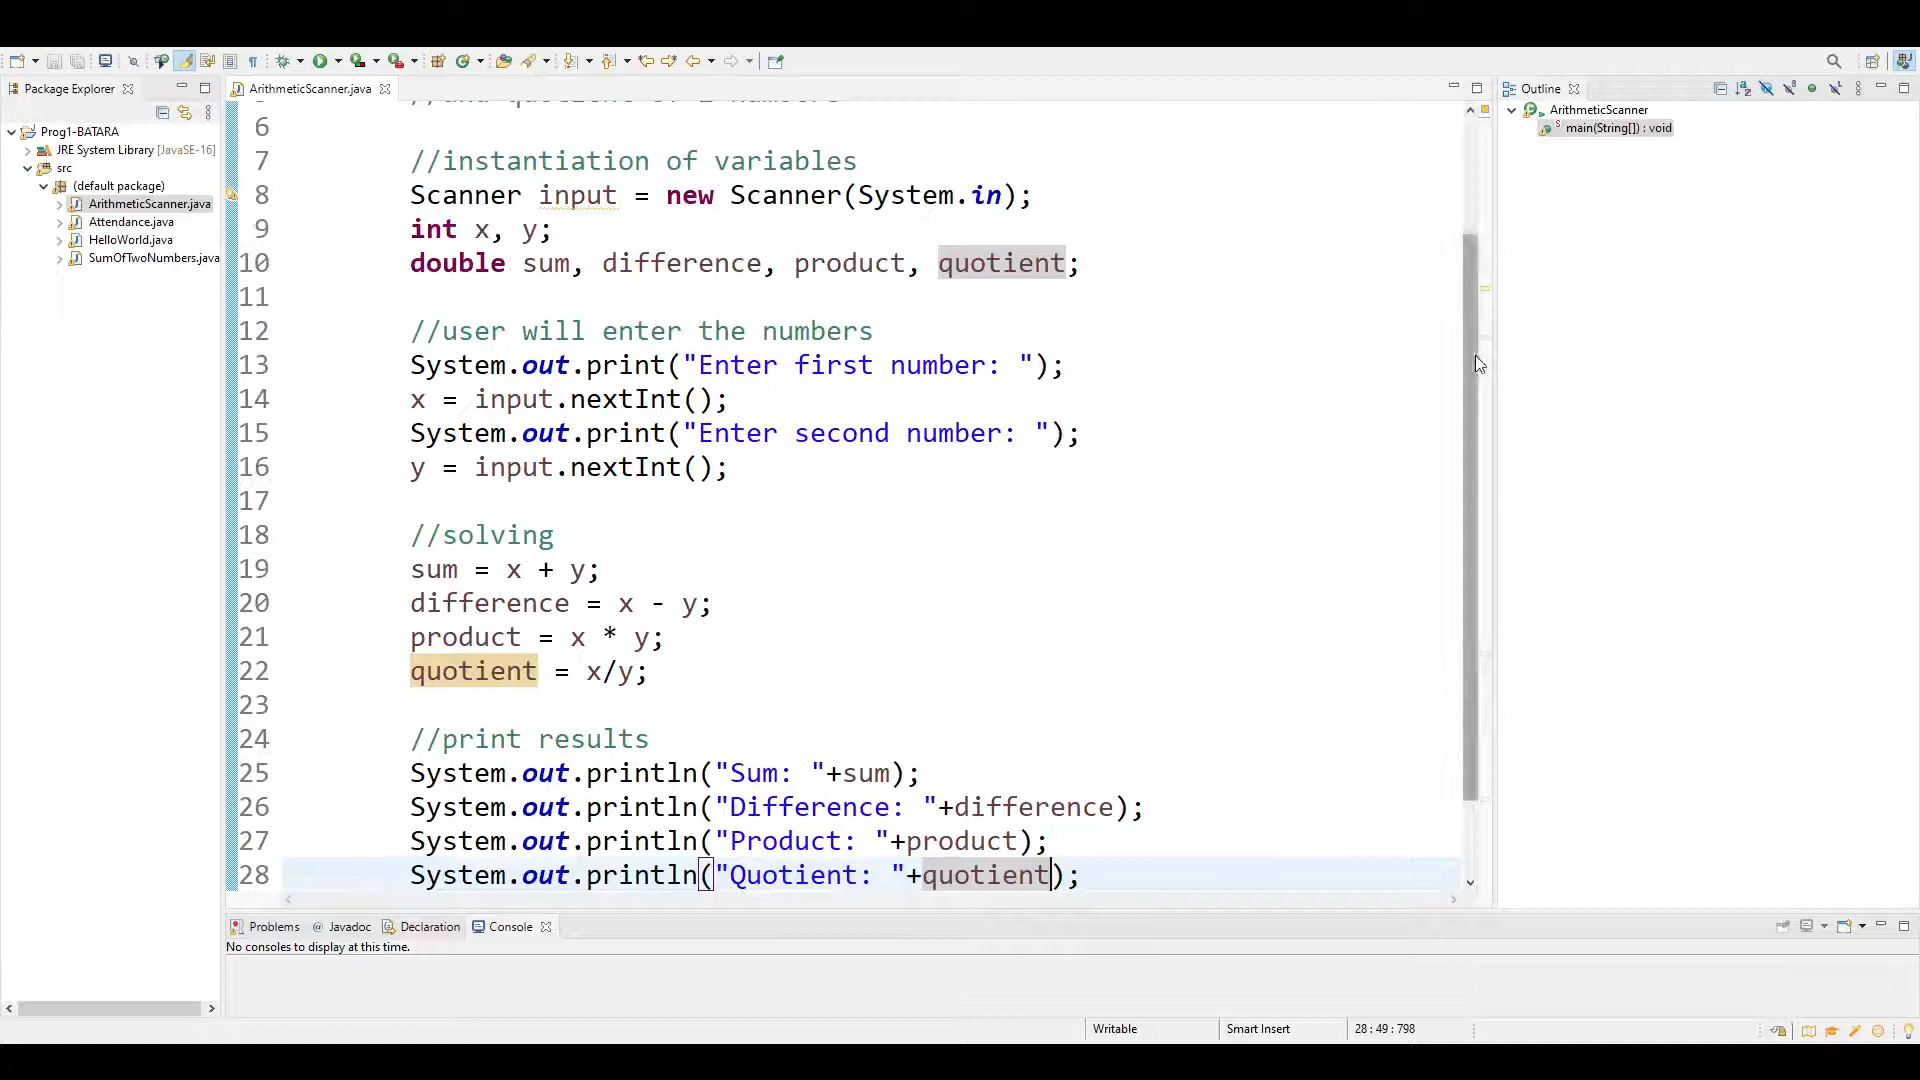 Package Explorer
Prog1-BATARA
JRE System Library [JavaSE-16]
src
(default package)
ArithmeticScanner.java
Attendance.java
HelloWorld.java
SumOfTwoNumbers.java
ArithmeticScanner.java
6
7 //instantiation of variables
8 Scanner input = new Scanner(System.in);
9 int x, y;
10 double sum, difference, product, quotient;
11
12 //user will enter the numbers
13 System.out.print("Enter first number: ");
14 x = input.nextInt();
15 System.out.print("Enter second number: ");
16 y = input.nextInt();
17
18 //solving
19 sum = x + y;
20 difference = x - y;
21 product = x * y;
22 quotient = x/y;
23
24 //print results
25 System.out.println("Sum: "+sum);
26 System.out.println("Difference: "+difference);
27 System.out.println("Product: "+product);
28 System.out.println("Quotient: "+quotient);
Outline
ArithmeticScanner
main(String[]) : void
Problems @ Javadoc Declaration Console
No consoles to display at this time.
Writable Smart Insert 28 : 49 : 798